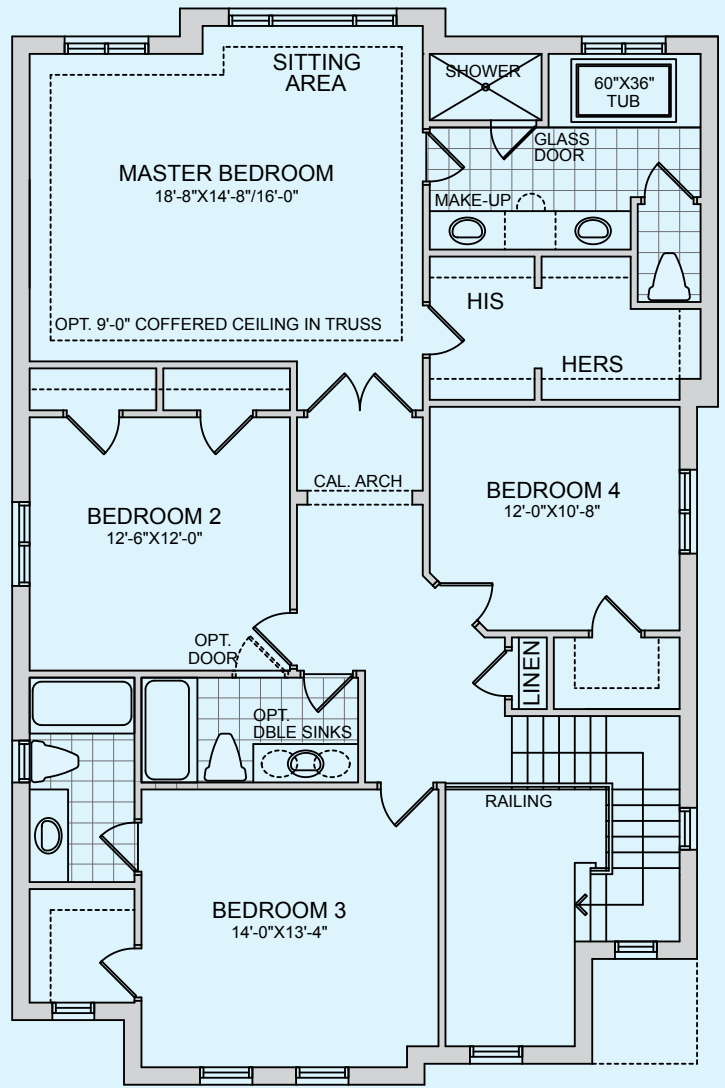 SITTING
AREA
SHOWER
60"X36"
TUB
GLASS
DOOR
MASTER BEDROOM
18'-8"X14'-8"/16'-0"
MAKE-UP
HIS
OPT. 9'-0" COFFERED CEILING IN TRUSS
HERS
CAL. ARCH
BEDROOM 4
12'-0"X10'-8"
BEDROOM 2
12'-6"X12'-0"
OPT.
DOOR
LINEN
OPT.
DBLE SINKS
RAILING
BEDROOM 3
14'-0"X13'-4"